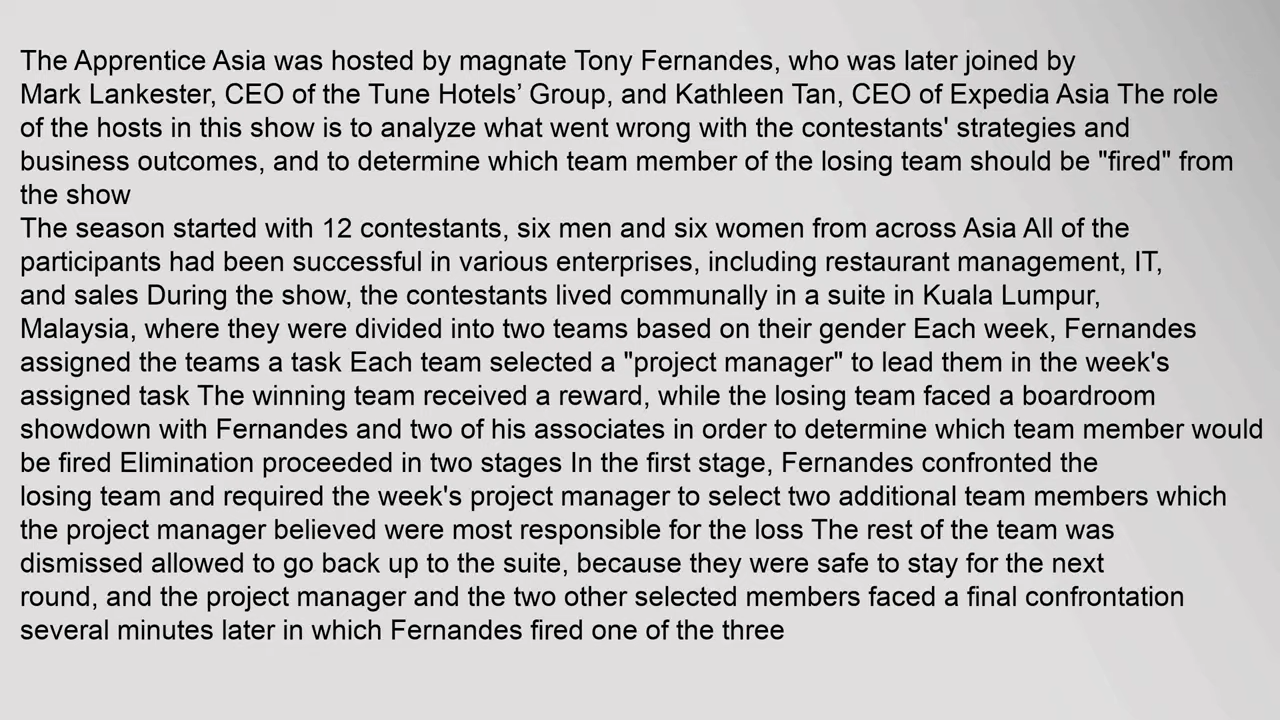 The Apprentice Asia was hosted by magnate Tony Fernandes, who was later joined by
Mark Lankester, CEO of the Tune Hotels’ Group, and Kathleen Tan, CEO of Expedia Asia The role
of the hosts in this show is to analyze what went wrong with the contestants' strategies and
business outcomes, and to determine which team member of the losing team should be "fired" from
the show
The season started with 12 contestants, six men and six women from across Asia All of the
participants had been successful in various enterprises, including restaurant management, IT,
and sales During the show, the contestants lived communally in a suite in Kuala Lumpur,
Malaysia, where they were divided into two teams based on their gender Each week, Fernandes
assigned the teams a task Each team selected a "project manager" to lead them in the week's
assigned task The winning team received a reward, while the losing team faced a boardroom
showdown with Fernandes and two of his associates in order to determine which team member would
be fired Elimination proceeded in two stages In the first stage, Fernandes confronted the
losing team and required the week's project manager to select two additional team members which
the project manager believed were most responsible for the loss The rest of the team was
dismissed allowed to go back up to the suite, because they were safe to stay for the next
round, and the project manager and the two other selected members faced a final confrontation
several minutes later in which Fernandes fired one of the three